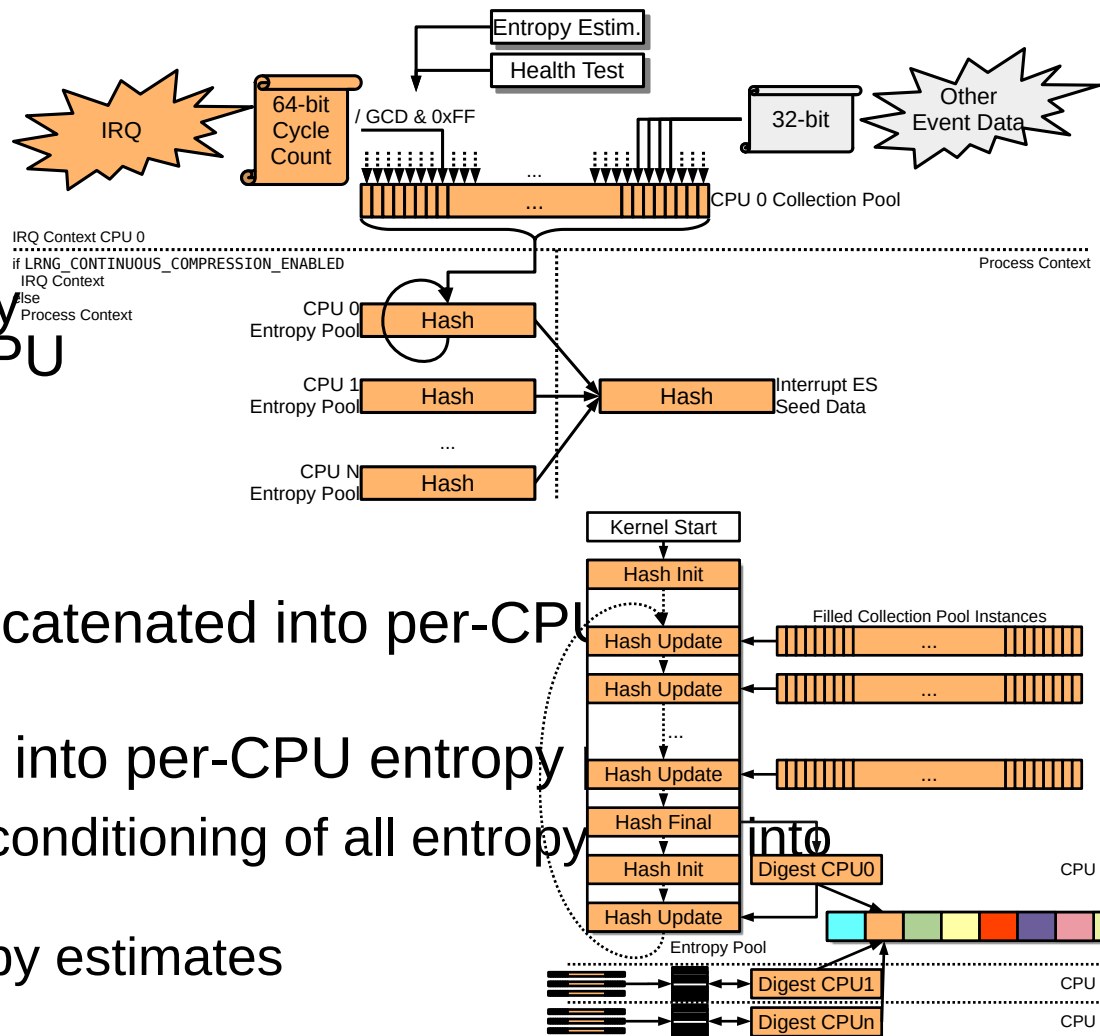 Entropy Estim.
Health Test
IRQ
64-bit
Cycle
Count
/ GCD & 0xFF
32-bit
Other
Event Data
...
...
CPU 0 Collection Pool
IRQ Context CPU 0
if LRNG_CONTINUOUS_COMPRESSION_ENABLED
IRQ Context
else
Process Context
Process Context
y
PU
CPU 0
Entropy Pool
Hash
CPU 1
Entropy Pool
Hash
Hash
Interrupt ES
Seed Data
...
CPU N
Entropy Pool
Hash
Kernel Start
Hash Init
catenated into per-CPU
Hash Update
Filled Collection Pool Instances
...
Hash Update
...
...
into per-CPU entropy
Hash Update
...
Hash Final
conditioning of all entropy into
Hash Init
Digest CPU0
CPU
Hash Update
Entropy Pool
py estimates
Digest CPU1
CPU
Digest CPUn
CPU